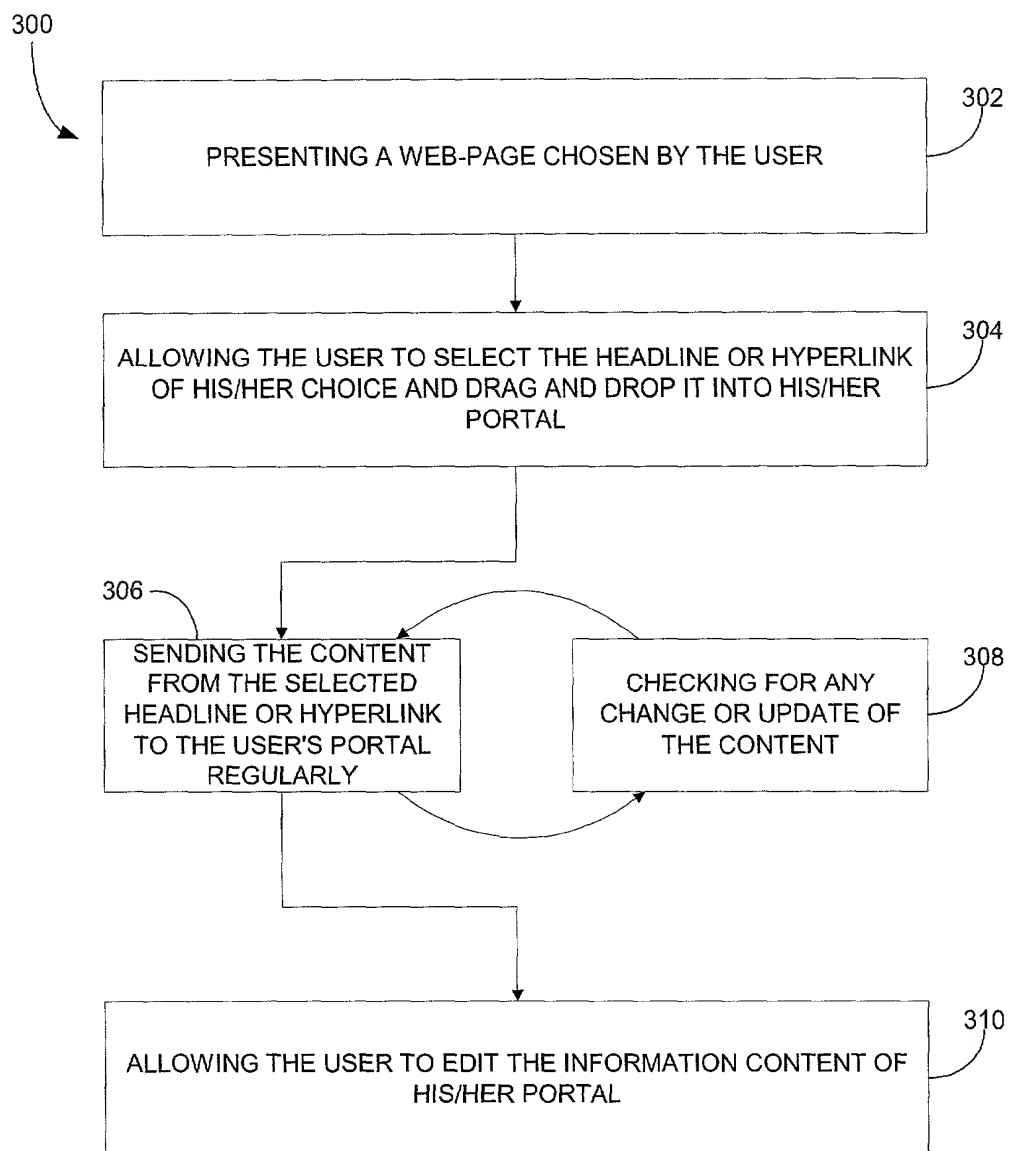 300
302
PRESENTING A WEB-PAGE CHOSEN BY THE USER
304
ALLOWING THE USER TO SELECT THE HEADLINE OR HYPERLINK
OF HIS/HER CHOICE AND DRAG AND DROP IT INTO HIS/HER
PORTAL
306
SENDING THE CONTENT
FROM THE SELECTED
HEADLINE OR HYPERLINK
TO THE USER'S PORTAL
REGULARLY
308
CHECKING FOR ANY
CHANGE OR UPDATE OF
THE CONTENT
310
ALLOWING THE USER TO EDIT THE INFORMATION CONTENT OF
HIS/HER PORTAL